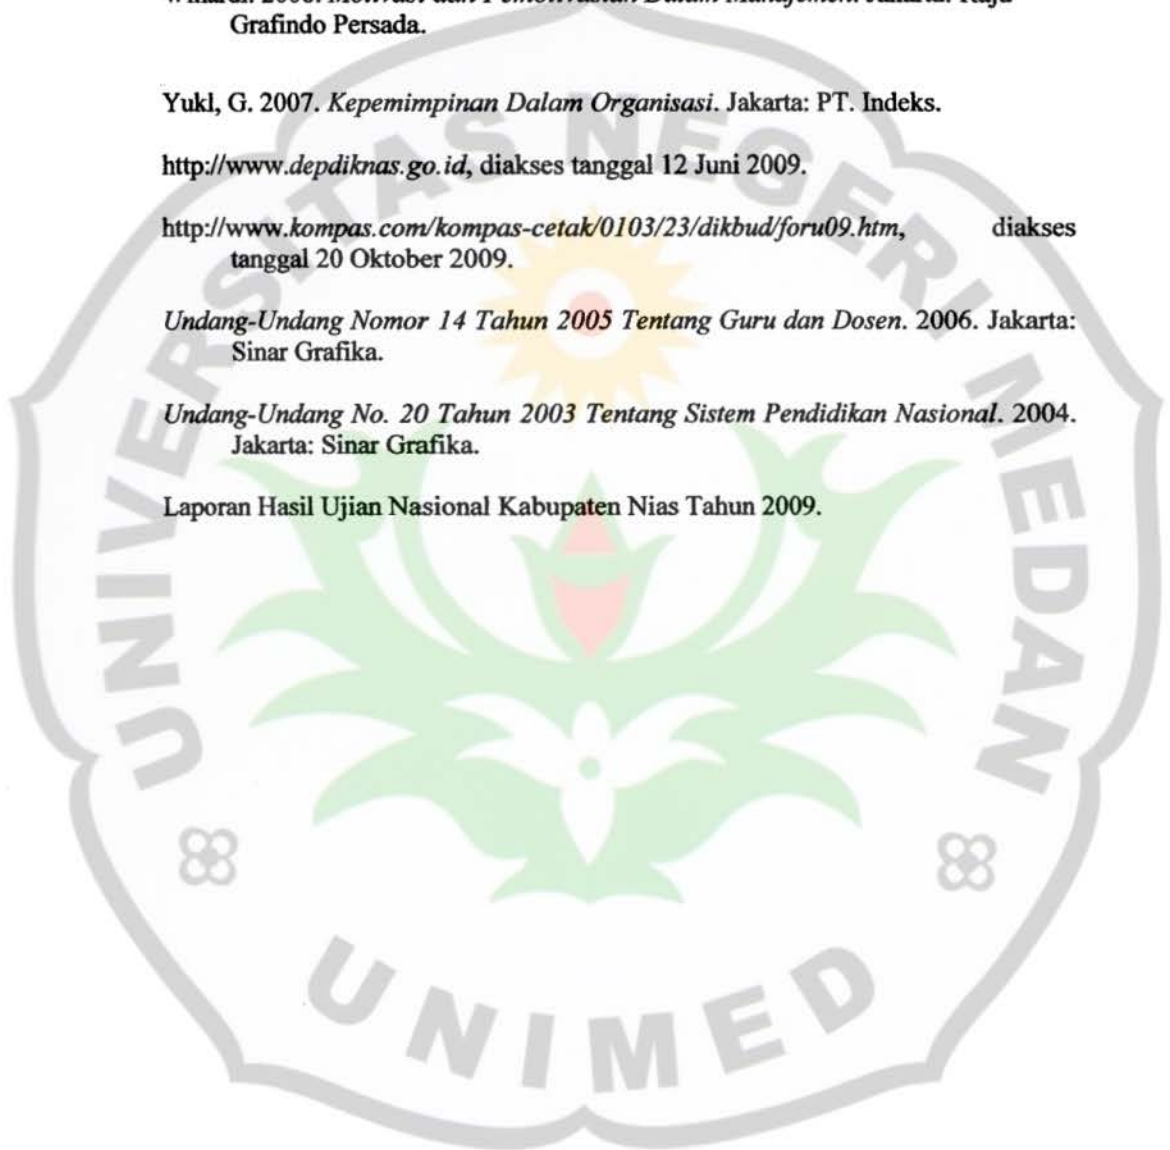 Grafindo Persada.
Yukl, G. 2007. Kepemimpinan Dalam Organisasi. Jakarta: PT. Indeks.
http://www.depdiknas.go.id, diakses tanggal 12 Juni 2009.
http://www.kompas.com/kompas-cetak/0103/23/dikbud/foru09.htm, diakses
tanggal 20 Oktober 2009.
Undang-Undang Nomor 14 Tahun 2005 Tentang Guru dan Dosen. 2006. Jakarta:
Sinar Grafika.
Undang-Undang No. 20 Tahun 2003 Tentang Sistem Pendidikan Nasional. 2004.
Jakarta: Sinar Grafika.
Laporan Hasil Ujian Nasional Kabupaten Nias Tahun 2009.
UNIVERSITAS NEGERI MEDAN
UNIMED